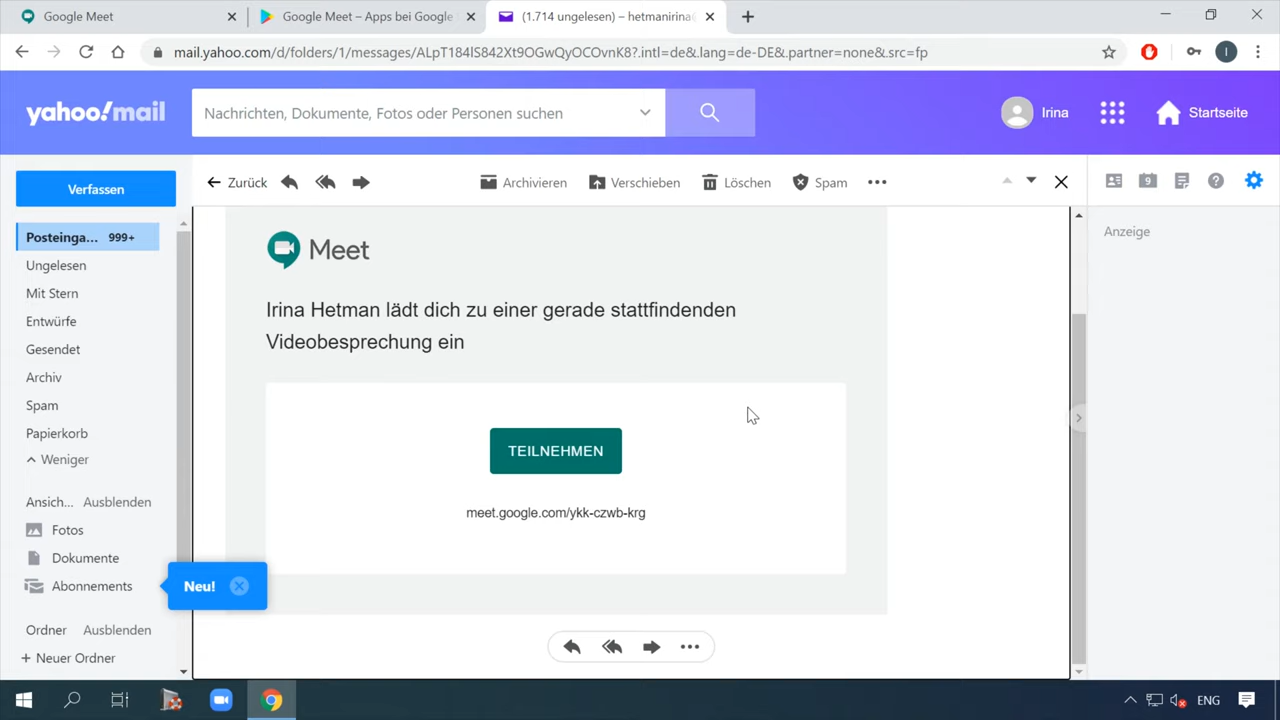 Google Meet
Google Meet – Apps bei Google
(1.714 ungelesen) – hetmanirina
mail.yahoo.com/d/folders/1/messages/ALpT184lS842Xt9OGwQyOCOvnK8?.intl=de&.lang=de-DE&.partner=none&.src=fp
I
yahoo!mail
Nachrichten, Dokumente, Fotos oder Personen suchen
Irina
Startseite
Verfassen
Zurück
Archivieren
Verschieben
Löschen
Spam
9
Posteinga... 999+
Ungelesen
Mit Stern
Entwürfe
Gesendet
Archiv
Spam
Papierkorb
Weniger
Ansich... Ausblenden
Fotos
Dokumente
Abonnements
Neu!
Ordner Ausblenden
+ Neuer Ordner
Meet
Irina Hetman lädt dich zu einer gerade stattfindenden
Videobesprechung ein
TEILNEHMEN
meet.google.com/ykk-czwb-krg
Anzeige
ENG